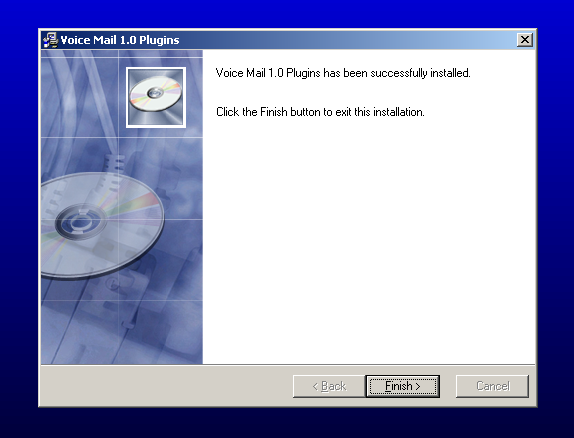 Voice Mail 1.0 Plugins
Voice Mail 1.0 Plugins has been successfully installed.
Click the Finish button to exit this installation.
< Back
Finish >
Cancel